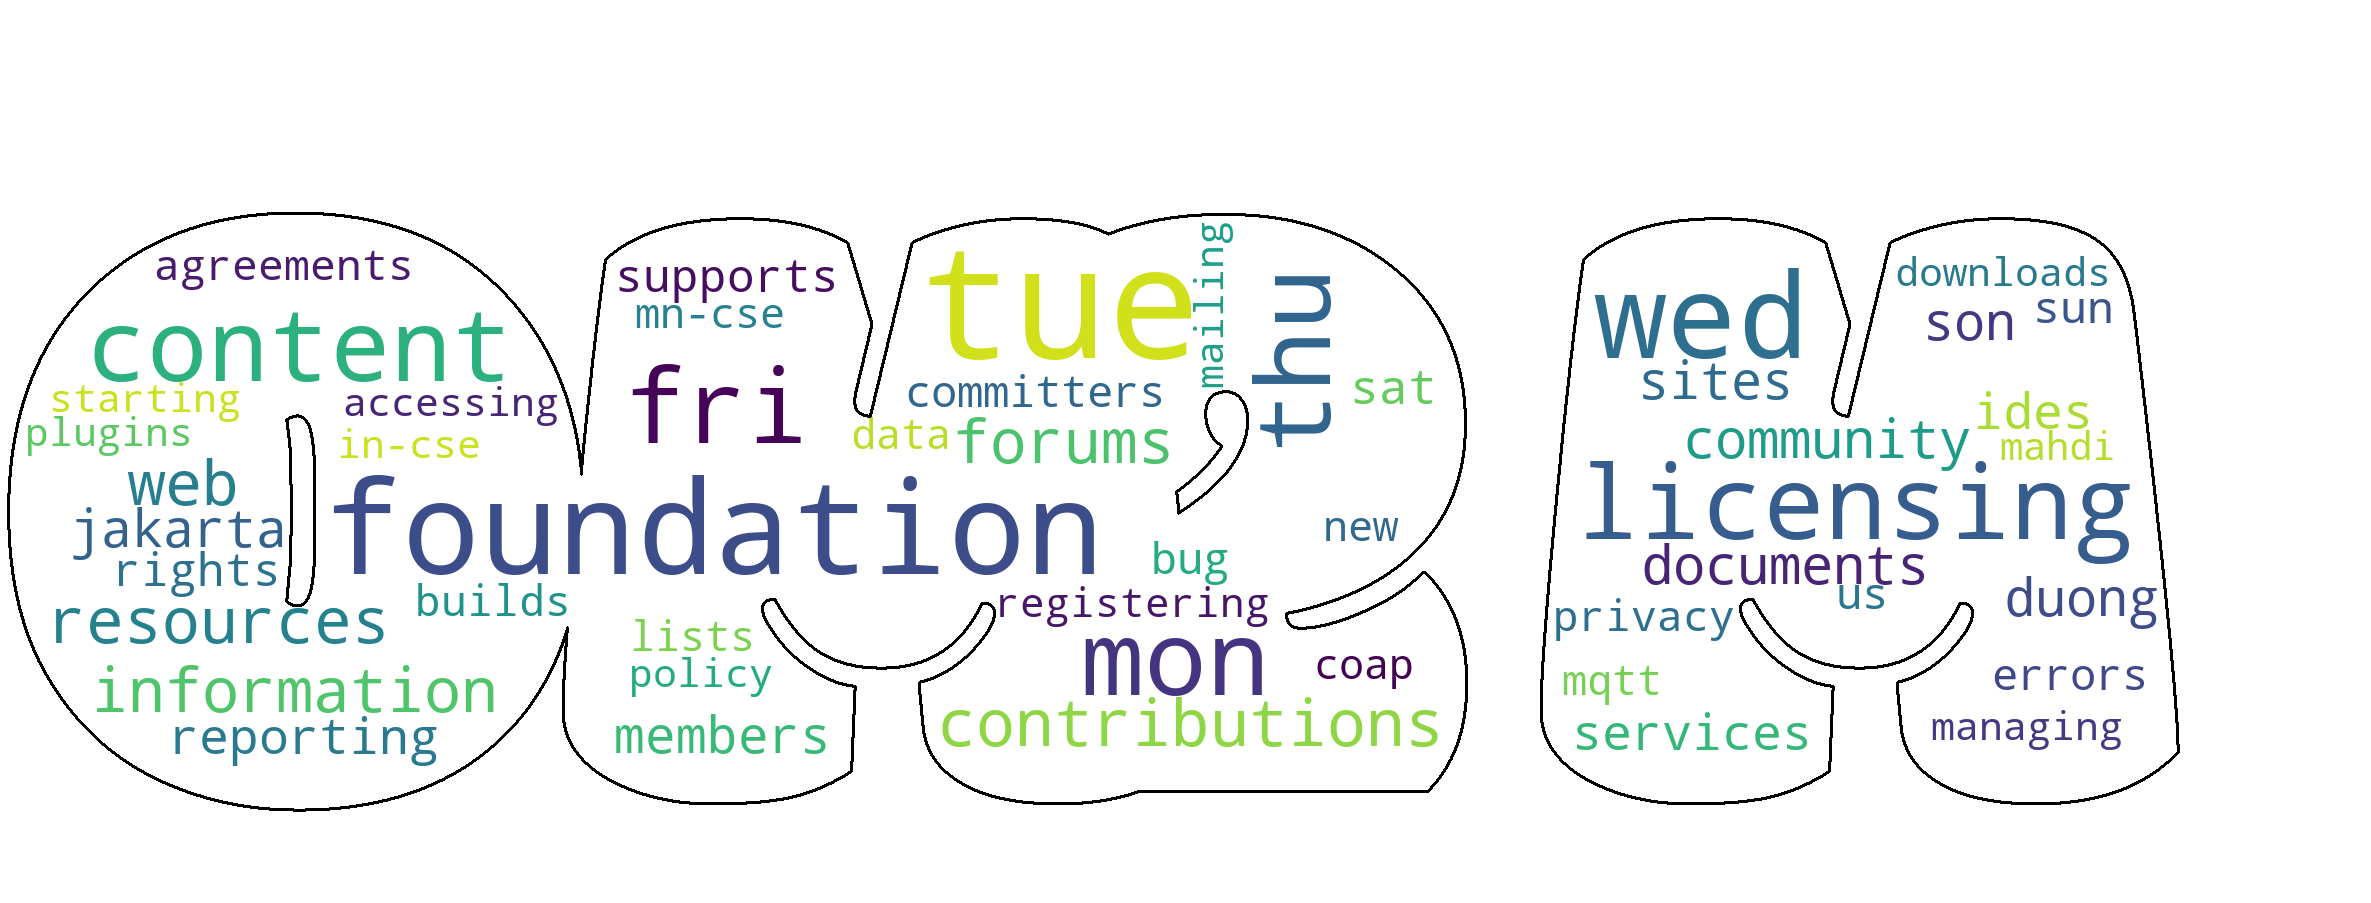 agreements
content
starting
accessing
plugins
in-cse
web
jakarta
rights
resources
builds
information
reporting
foundation
supports
mn-cse
fri
lists
policy
members
tue
mailing
thu
committers
sat
data
forums
new
bug
registering
mon
coap
contributions
wed
downloads
son
sun
sites
ides
community
mahdi
licensing
documents
us
duong
privacy
mqtt
errors
services
managing